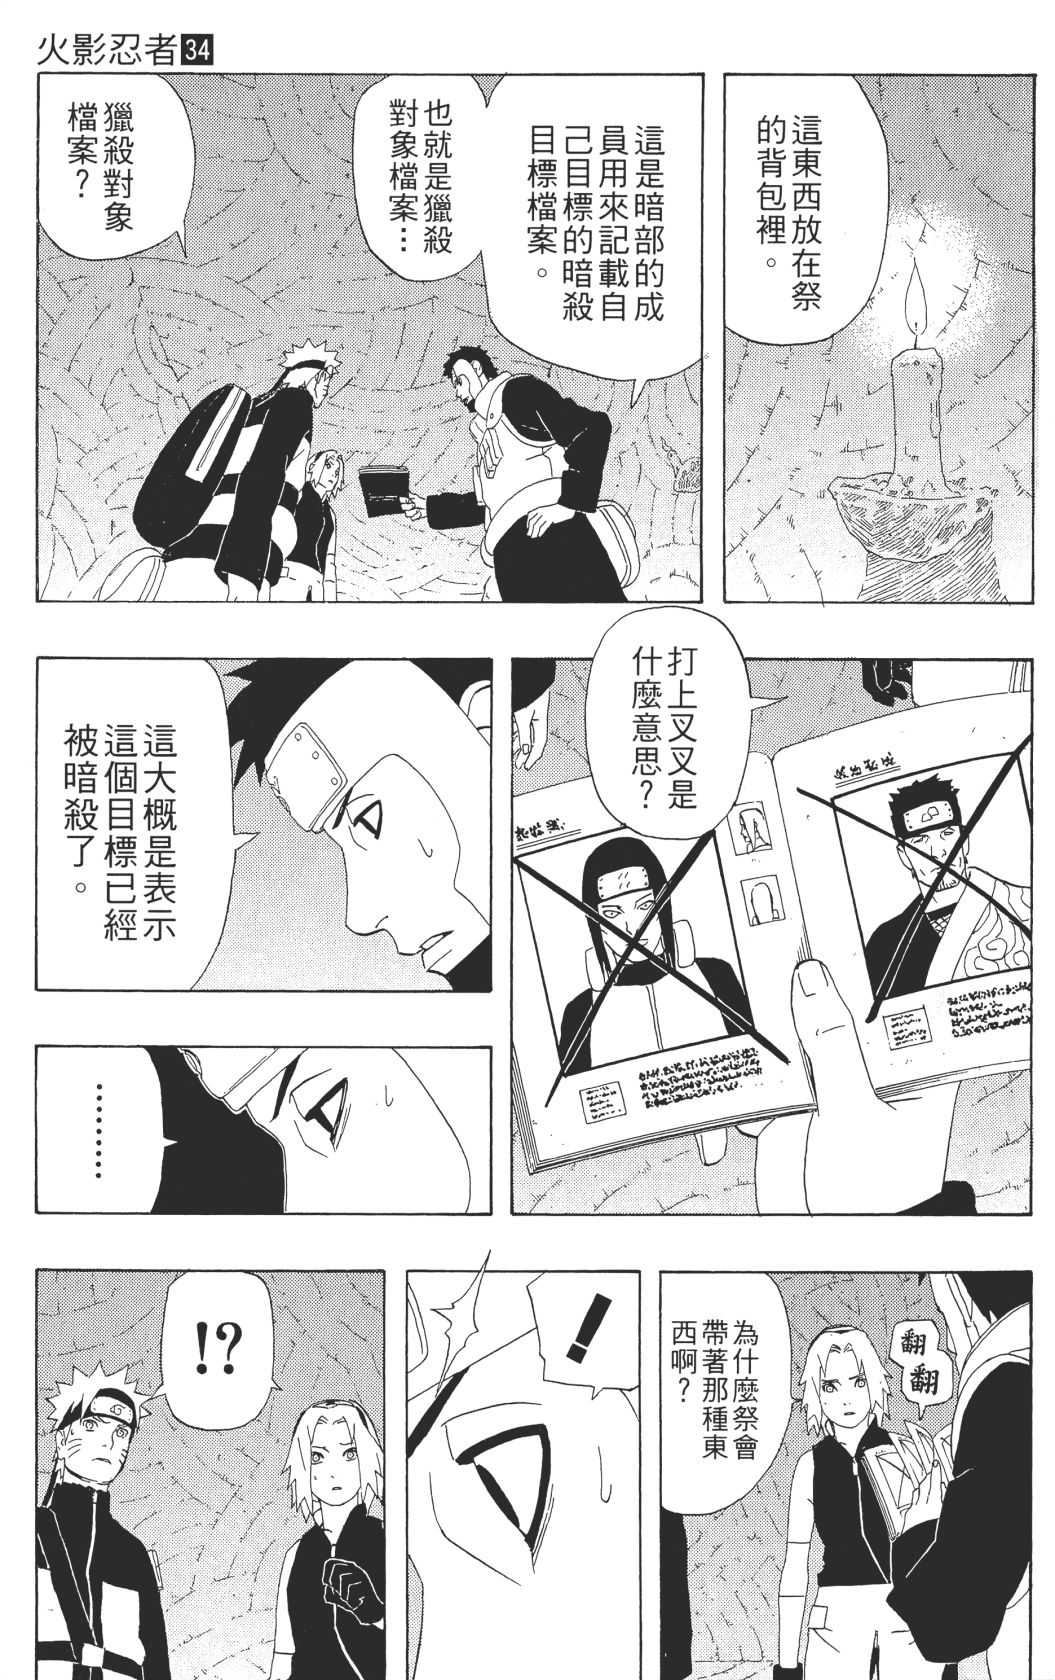 火影忍者34
這東西放在祭
的背包裡。
這是暗部的成
員用來記載自
己目標的暗殺
目標檔案。
也就是獵殺
對象檔案…
獵殺對象
檔案？
打上叉叉是
什麼意思？
這大概是表示
這個目標已經
被暗殺了。
………
翻翻
為什麼祭會
帶著那種東
西啊？
！
！？